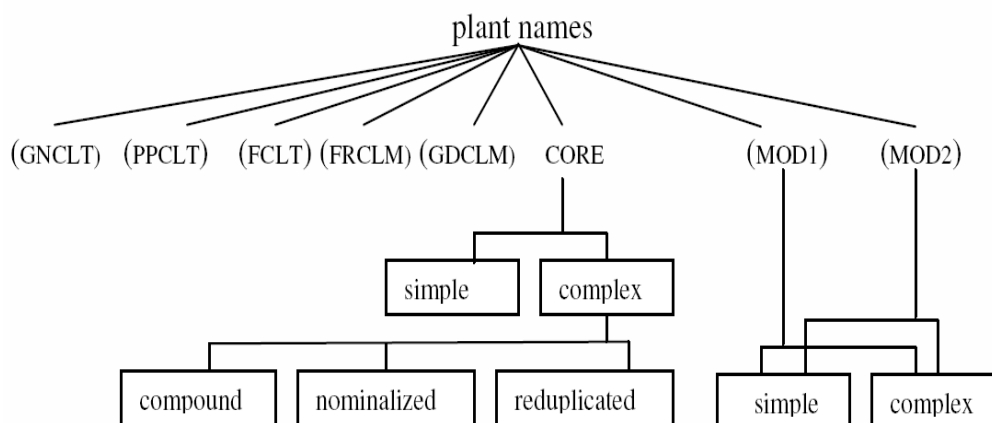 plant names
(GNCLT) (PPCLT) (FCLT) (FRCLM) (GDCLM) CORE (MOD1) (MOD2)
simple complex
compound nominalized reduplicated simple complex